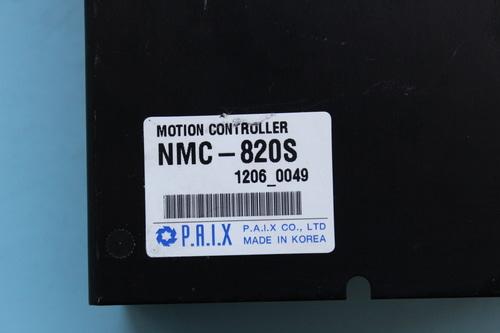 MOTION CONTROLLER
NMC-820S
1206_0049
P.A.I.X
P.A.I.X CO., LTD
MADE IN KOREA